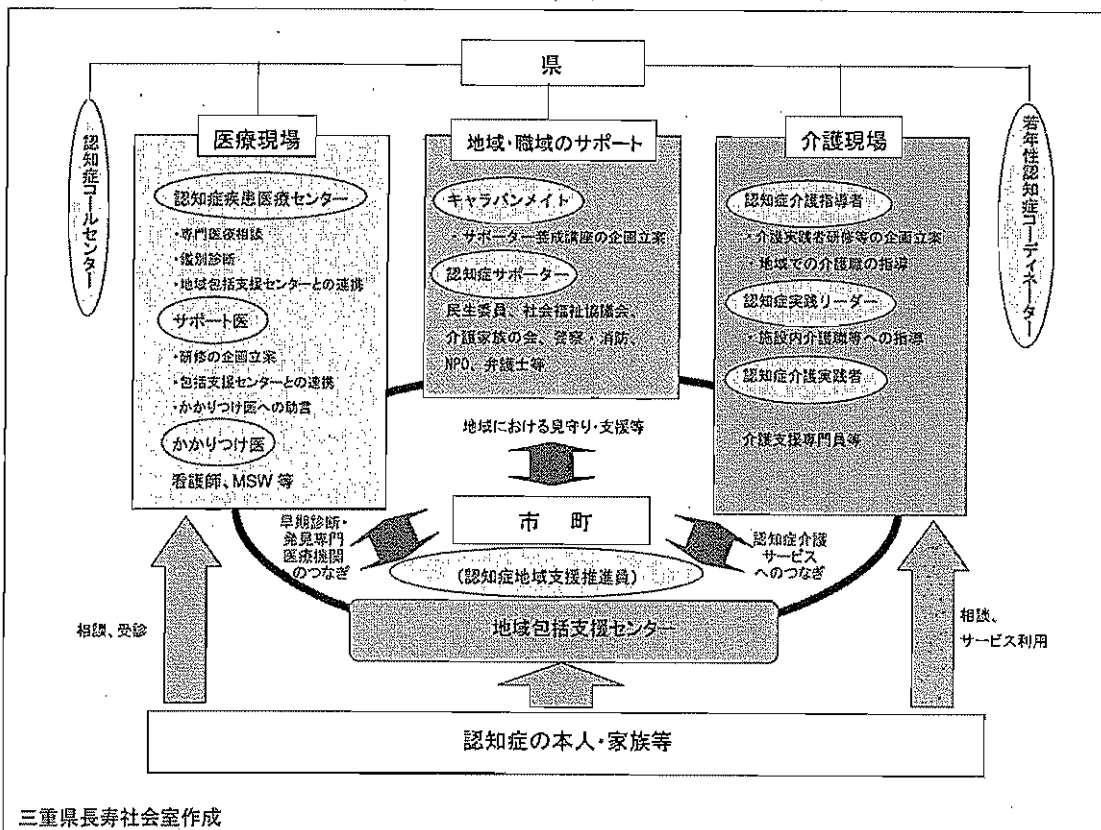 県
認知症コールセンター
若年性認知症コーディネーター
医療現場
認知症疾患医療センター
・専門医療相談
・鑑別診断
・地域包括支援センターとの連携
サポート医
・研修の企画立案
・包括支援センターとの連携
・かかりつけ医への助言
かかりつけ医
看護師、MSW 等
地域・職域のサポート
キャラバンメイト
・サポーター養成講座の企画立案
認知症サポーター
民生委員、社会福祉協議会、
介護家族の会、警察・消防、
NPO、弁護士等
介護現場
認知症介護指導者
・介護実践者研修等の企画立案
・地域での介護職の指導
認知症実践リーダー
・施設内介護職等への指導
認知症介護実践者
介護支援専門員等
地域における見守り・支援等
市 町
早期診断・
発見専門
医療機関
へのつなぎ
認知症介護
サービス
へのつなぎ
(認知症地域支援推進員)
地域包括支援センター
相談、受診
相談、
サービス利用
認知症の本人・家族等
三重県長寿社会室作成